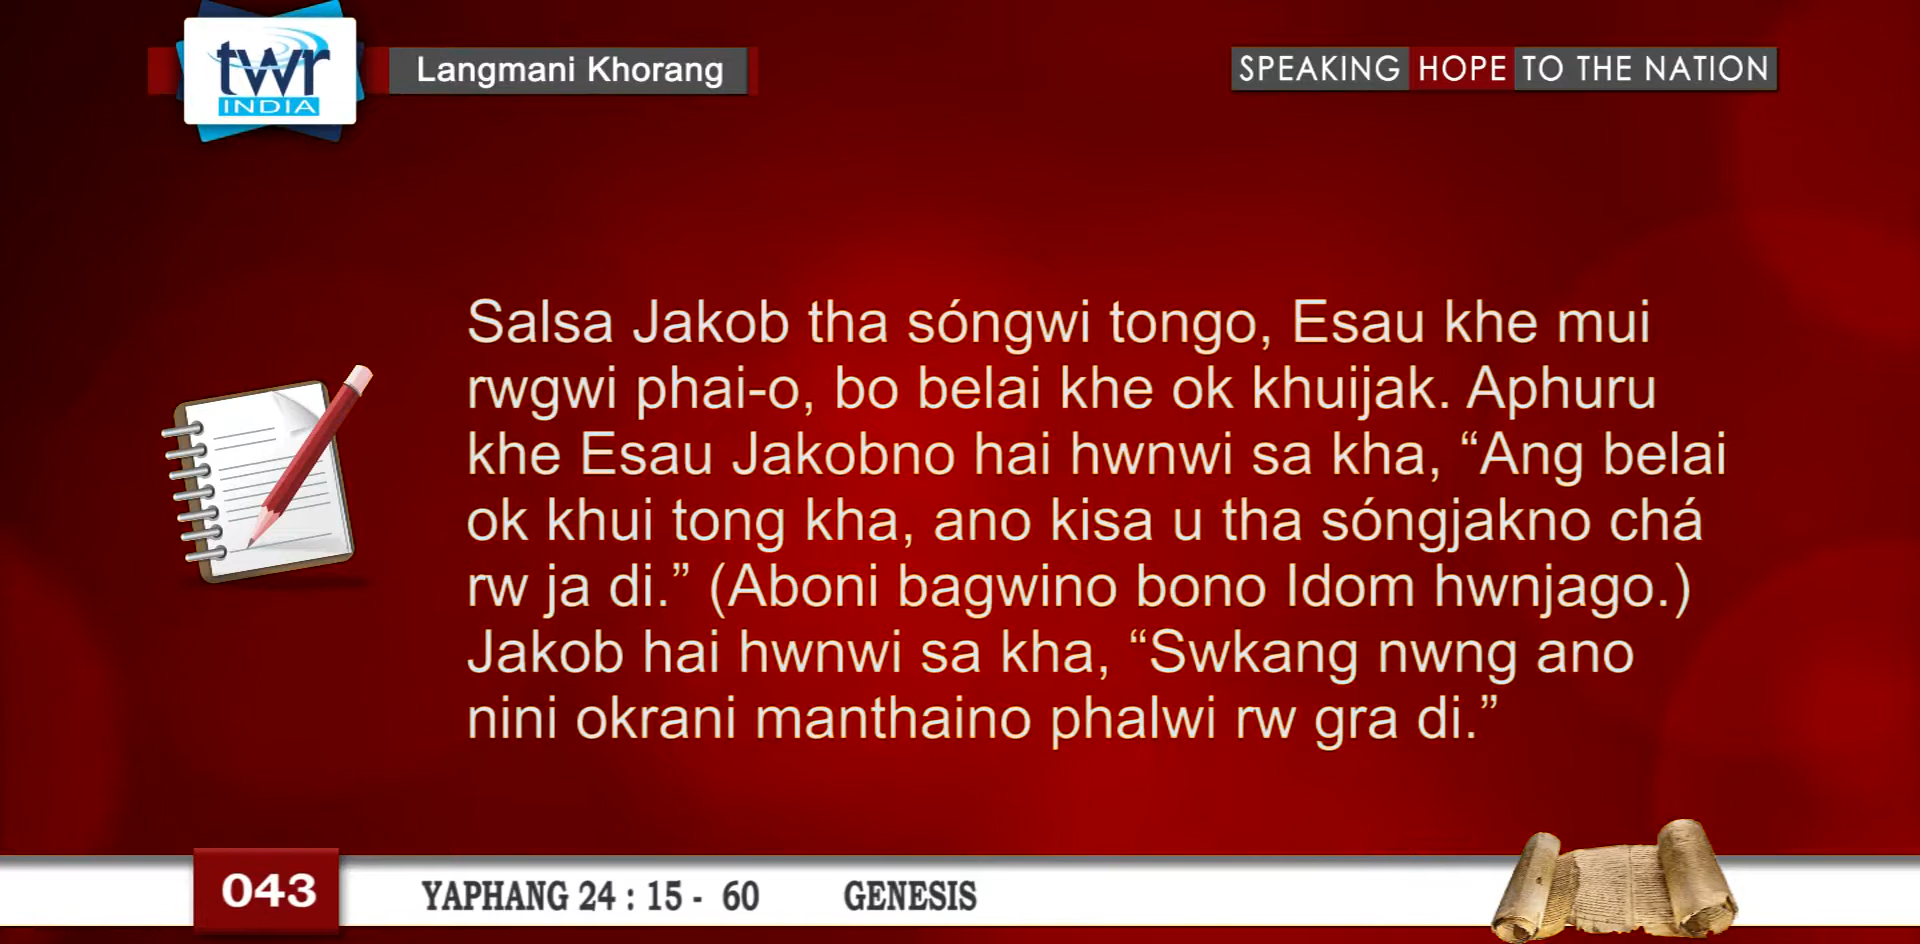 twr
INDIA
Langmani Khorang
SPEAKING HOPE TO THE NATION
Salsa Jakob tha sóngwi tongo, Esau khe mui
rwgwi phai-o, bo belai khe ok khuijak. Aphuru
khe Esau Jakobno hai hwnwi sa kha, “Ang belai
ok khui tong kha, ano kisa u tha sóngjakno chá
rw ja di.” (Aboni bagwino bono Idom hwnjago.)
Jakob hai hwnwi sa kha, “Swkang nwng ano
nini okrani manthaino phalwi rw gra di.”
043
YAPHANG 24 : 15 - 60 GENESIS